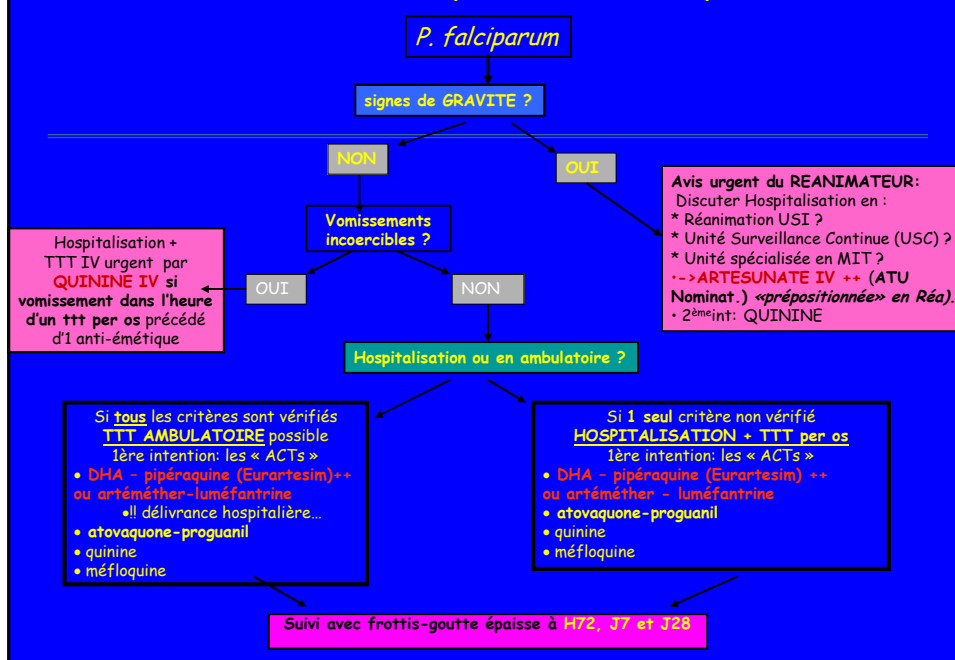 P. falciparum
signes de GRAVITE ?
NON
OUI
Avis urgent du REANIMATEUR:
Discuter Hospitalisation en :
* Réanimation USI ?
* Unité Surveillance Continue (USC) ?
* Unité spécialisée en MIT ?
•-->ARTESUNATE IV ++ (ATU
Nominat.) «prépositionnée» en Réa).
• 2èmeint: QUININE
Vomissements
incoercibles ?
Hospitalisation +
TTT IV urgent par
QUININE IV si
vomissement dans l'heure
d'un ttt per os précédé
d'1 anti-émétique
OUI
NON
Hospitalisation ou en ambulatoire ?
Si tous les critères sont vérifiés
TTT AMBULATOIRE possible
1ère intention: les « ACTs »
• DHA – pipéraquine (Eurartesim)++
ou artéméther-luméfantrine
•!! délivrance hospitalière…
• atovaquone-proguanil
• quinine
• méfloquine
Si 1 seul critère non vérifié
HOSPITALISATION + TTT per os
1ère intention: les « ACTs »
• DHA – pipéraquine (Eurartesim) ++
ou artéméther - luméfantrine
• atovaquone-proguanil
• quinine
• méfloquine
Suivi avec frottis-goutte épaisse à H72, J7 et J28